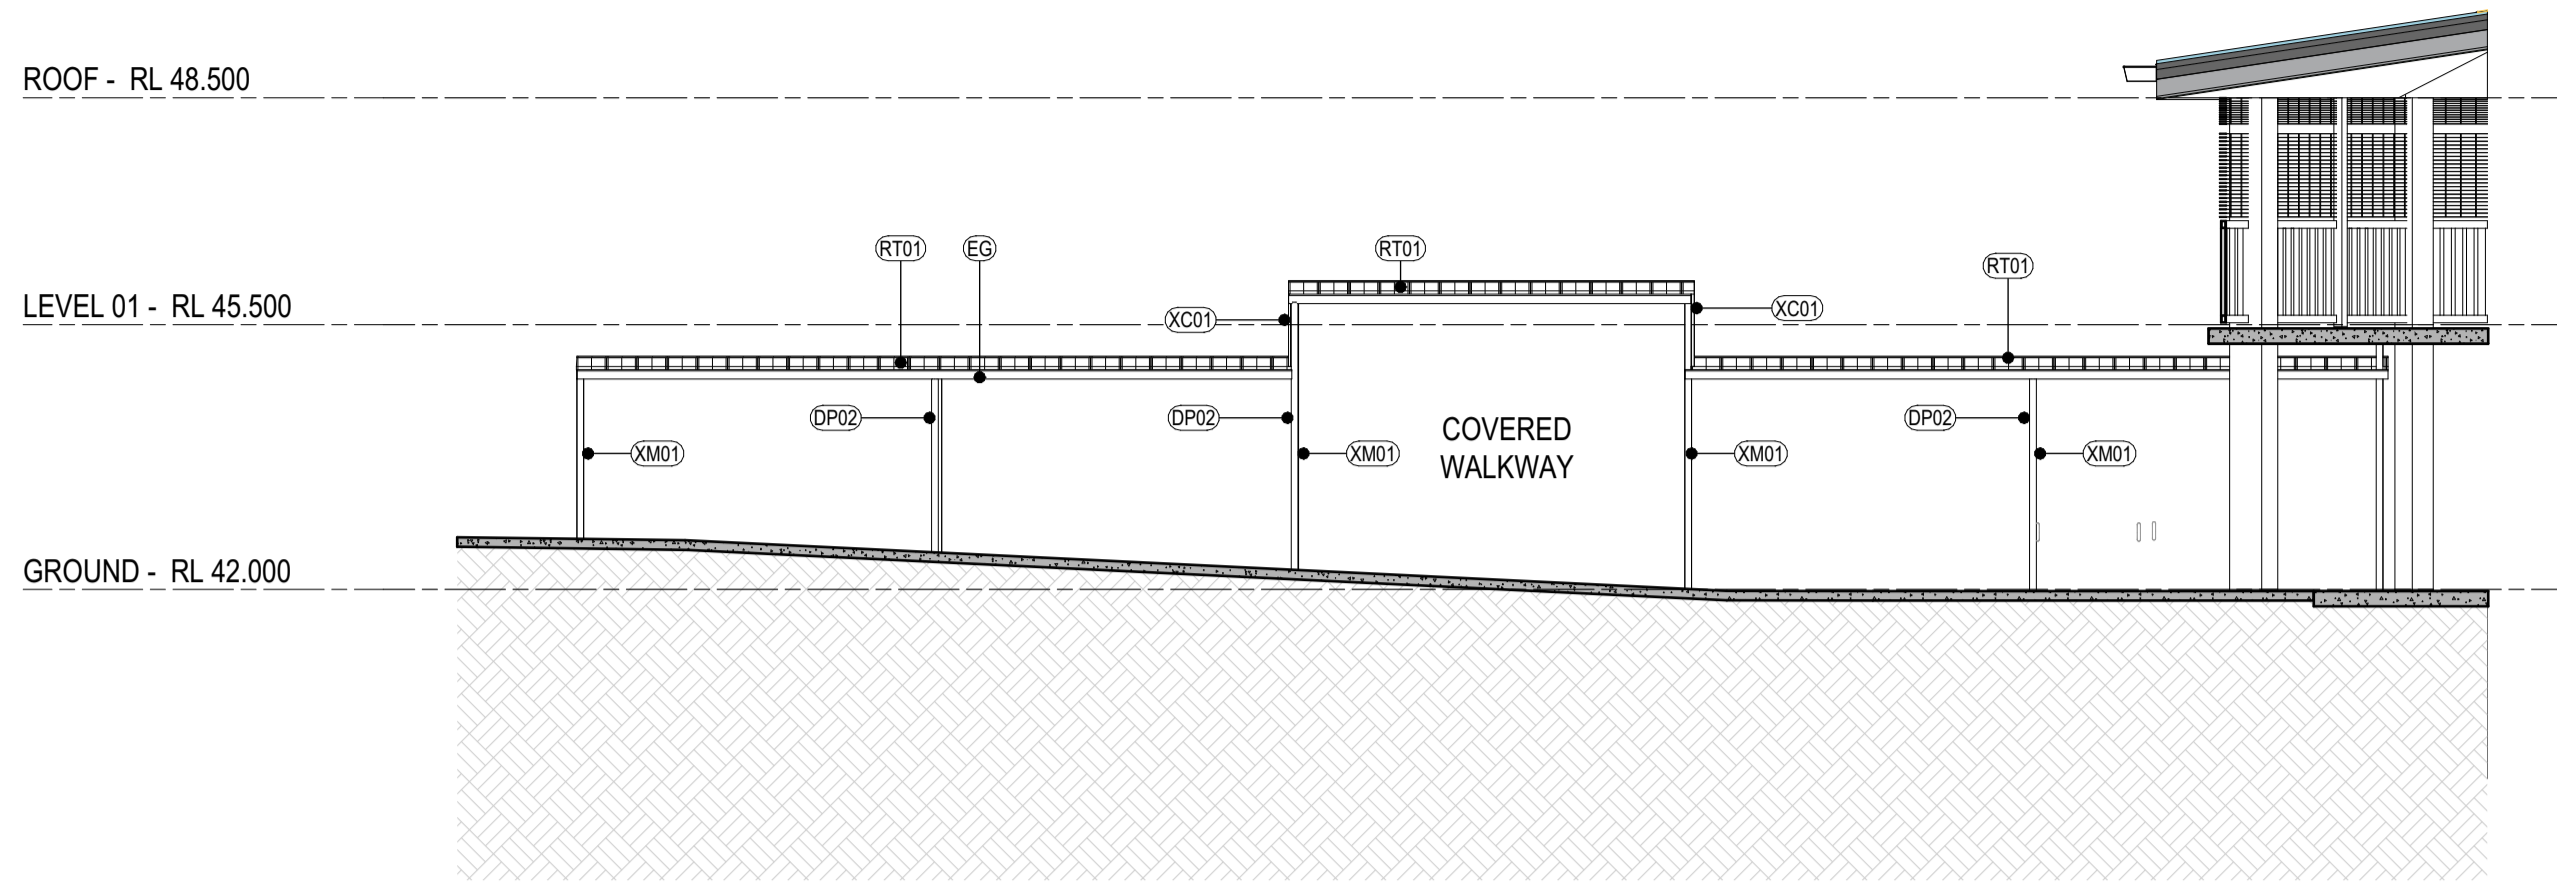 ROOF - RL 48.500
RT01 EG RT01 RT01
LEVEL 01 - RL 45.500
XC01 XC01
DP02 DP02 DP02
COVERED
WALKWAY
XM01 XM01 XM01 XM01
GROUND - RL 42.000